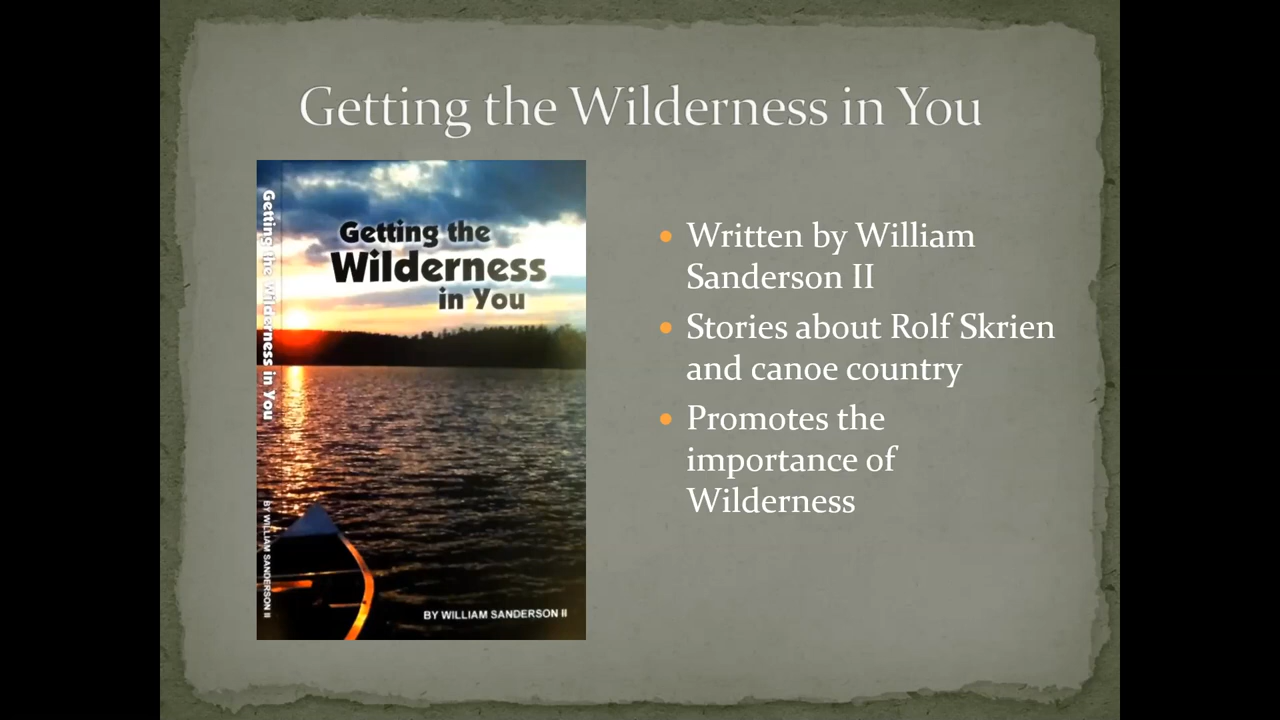 Getting the Wilderness in You
Getting the Wilderness in You
BY WILLIAM SANDERSON II
Getting the
Wilderness
in You
BY WILLIAM SANDERSON II
Written by William
Sanderson II
Stories about Rolf Skrien
and canoe country
Promotes the
importance of
Wilderness